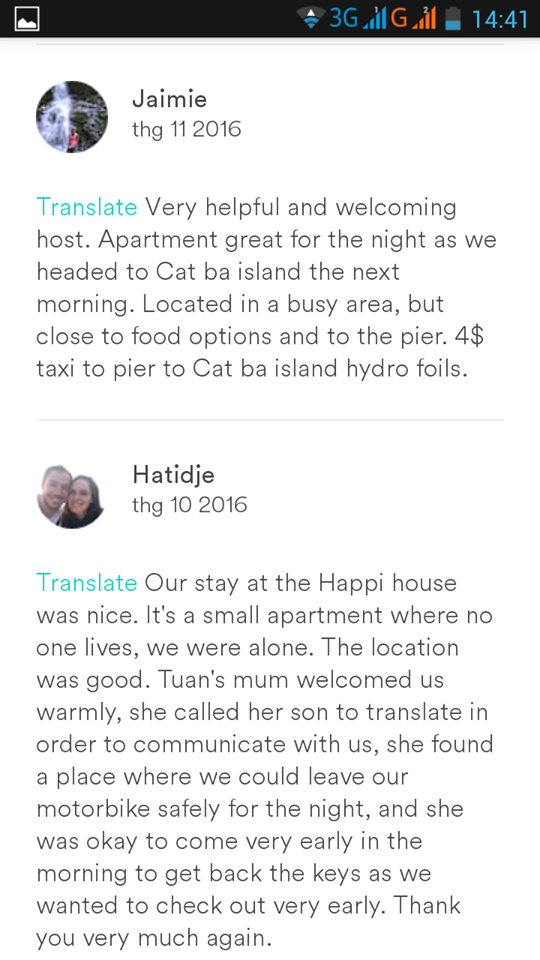 3G 1 G 2 14:41
Jaimie
thg 11 2016
Translate Very helpful and welcoming
host. Apartment great for the night as we
headed to Cat ba island the next
morning. Located in a busy area, but
close to food options and to the pier. 4$
taxi to pier to Cat ba island hydro foils.
Hatidje
thg 10 2016
Translate Our stay at the Happi house
was nice. It's a small apartment where no
one lives, we were alone. The location
was good. Tuan's mum welcomed us
warmly, she called her son to translate in
order to communicate with us, she found
a place where we could leave our
motorbike safely for the night, and she
was okay to come very early in the
morning to get back the keys as we
wanted to check out very early. Thank
you very much again.